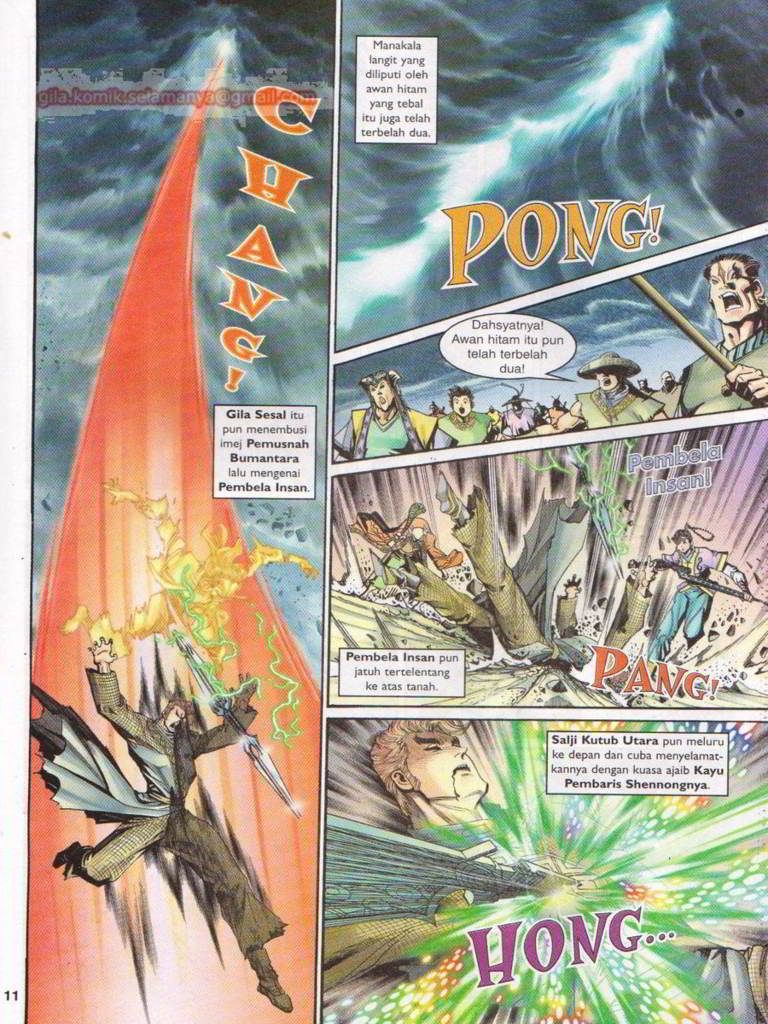 gila.komik.selamanya@gmail.com
CHANG!
Gila Sesal itu
pun menembusi
imej Pemusnah
Bumantara
lalu mengenai
Pembela Insan.
Manakala
langit yang
diliputi oleh
awan hitam
yang tebal
itu juga telah
terbelah dua.
PONG!
Dahsyatnya!
Awan hitam itu pun
telah terbelah
dua!
Pembela
Insan!
Pembela Insan pun
jatuh tertelentang
ke atas tanah.
PANG!
Salji Kutub Utara pun meluru
ke depan dan cuba menyelamat-
kannya dengan kuasa ajaib Kayu
Pembaris Shennongnya.
HONG...
11